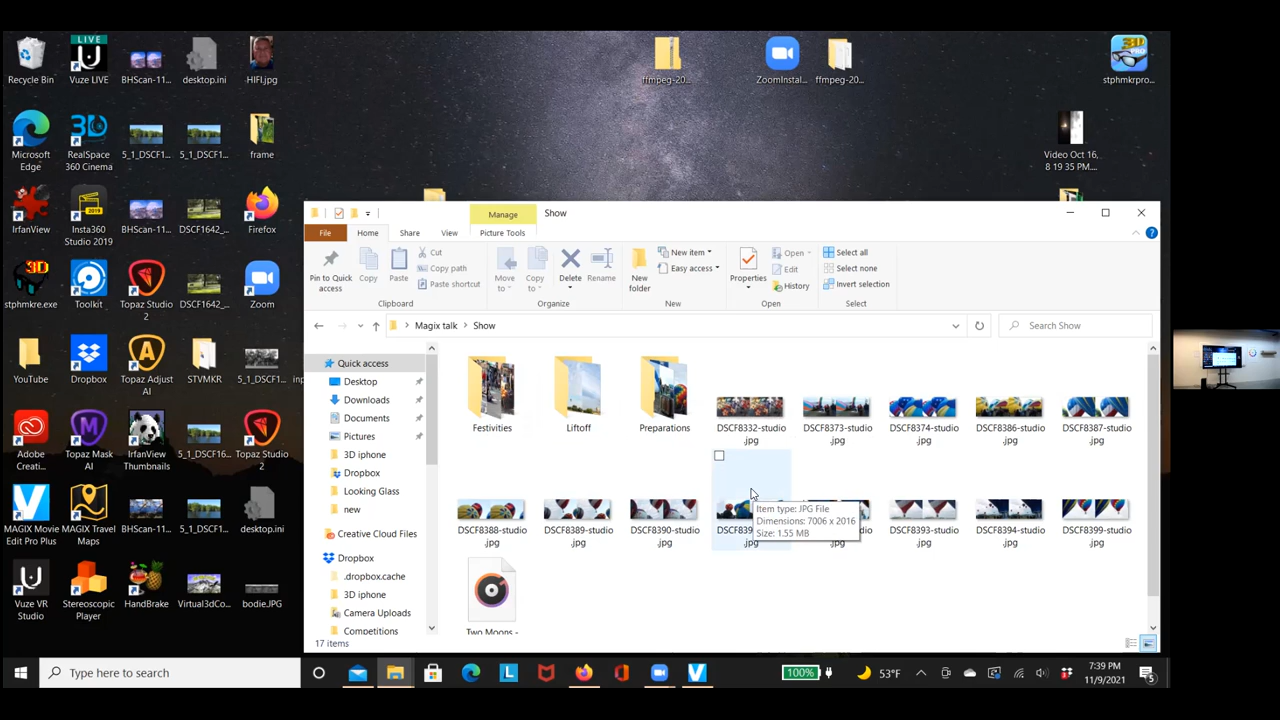 Recycle Bin
Vuze LIVE
BHScan-11...
desktop.ini
HIFI.jpg
ffmpeg-20...
ZoomInstal...
ffmpeg-20...
stphmkrpro...
LIVE
3D PRO
Microsoft Edge
RealSpace 360 Cinema
5_1_DSCF1...
5_1_DSCF1...
frame
Video Oct 16, 8 19 35 PM....
IrfanView
Insta360 Studio 2019
BHScan-11...
DSCF1642_...
Firefox
stphmkre.exe
Toolkit
Topaz Studio 2
DSCF1642_...
Zoom
YouTube
Dropbox
Topaz Adjust AI
STVMKR
5_1_DSCF1...
Adobe Creati...
Topaz Mask AI
IrfanView Thumbnails
5_1_DSCF16...
Topaz Studio 2
MAGIX Movie Edit Pro Plus
MAGIX Travel Maps
BHScan-11...
5_1_DSCF1...
desktop.ini
Vuze VR Studio
Stereoscopic Player
HandBrake
Virtual3dCo...
bodie.JPG
Manage
Show
File
Home
Share
View
Picture Tools
Pin to Quick access
Copy
Paste
Cut
Copy path
Paste shortcut
Clipboard
Move to
Copy to
Delete
Rename
Organize
New folder
New item
Easy access
New
Properties
Open
Edit
History
Open
Select all
Select none
Invert selection
Select
Magix talk > Show
Search Show
Quick access
Desktop
Downloads
Documents
Pictures
3D iphone
Dropbox
Looking Glass
new
Creative Cloud Files
Dropbox
.dropbox.cache
3D iphone
Camera Uploads
Competitions
Festivities
Liftoff
Preparations
DSCF8332-studio.jpg
DSCF8373-studio.jpg
DSCF8374-studio.jpg
DSCF8386-studio.jpg
DSCF8387-studio.jpg
DSCF8388-studio.jpg
DSCF8389-studio.jpg
DSCF8390-studio.jpg
.jpg
.jpg
DSCF8393-studio.jpg
DSCF8394-studio.jpg
DSCF8399-studio.jpg
Item type: JPG File
Dimensions: 7006 x 2016
Size: 1.55 MB
Two Moons -
17 items
Type here to search
100%
53°F
7:39 PM
11/9/2021
5